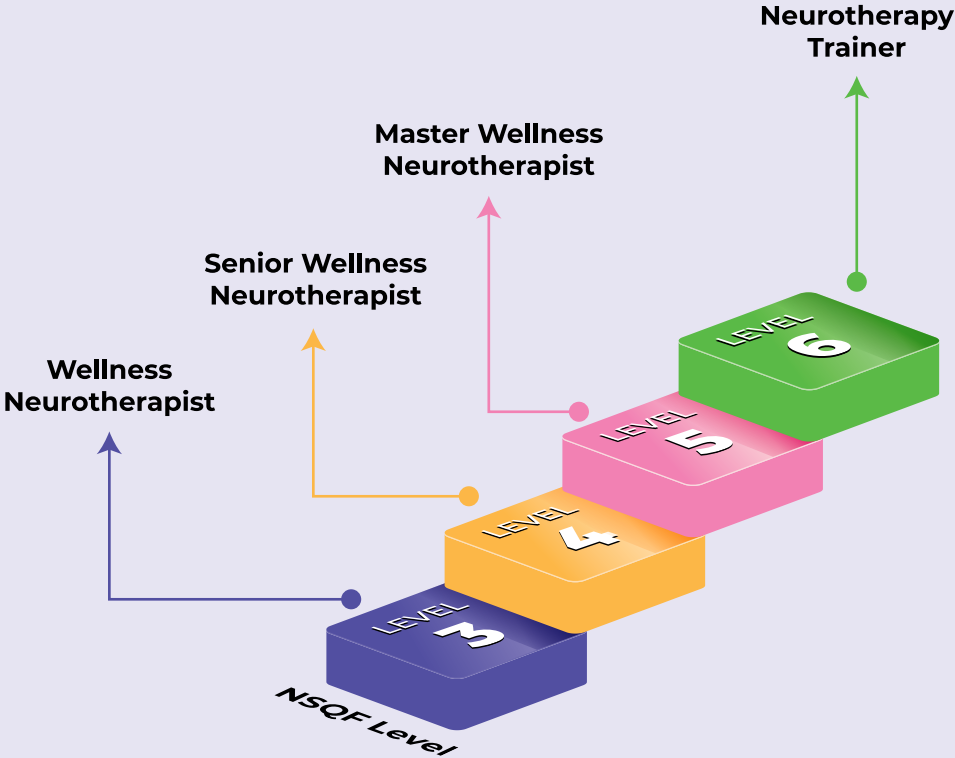 Neurotherapy
Trainer
Master Wellness
Neurotherapist
Senior Wellness
Neurotherapist
Wellness
Neurotherapist
LEVEL
6
LEVEL
5
LEVEL
4
LEVEL
3
NSQF Level